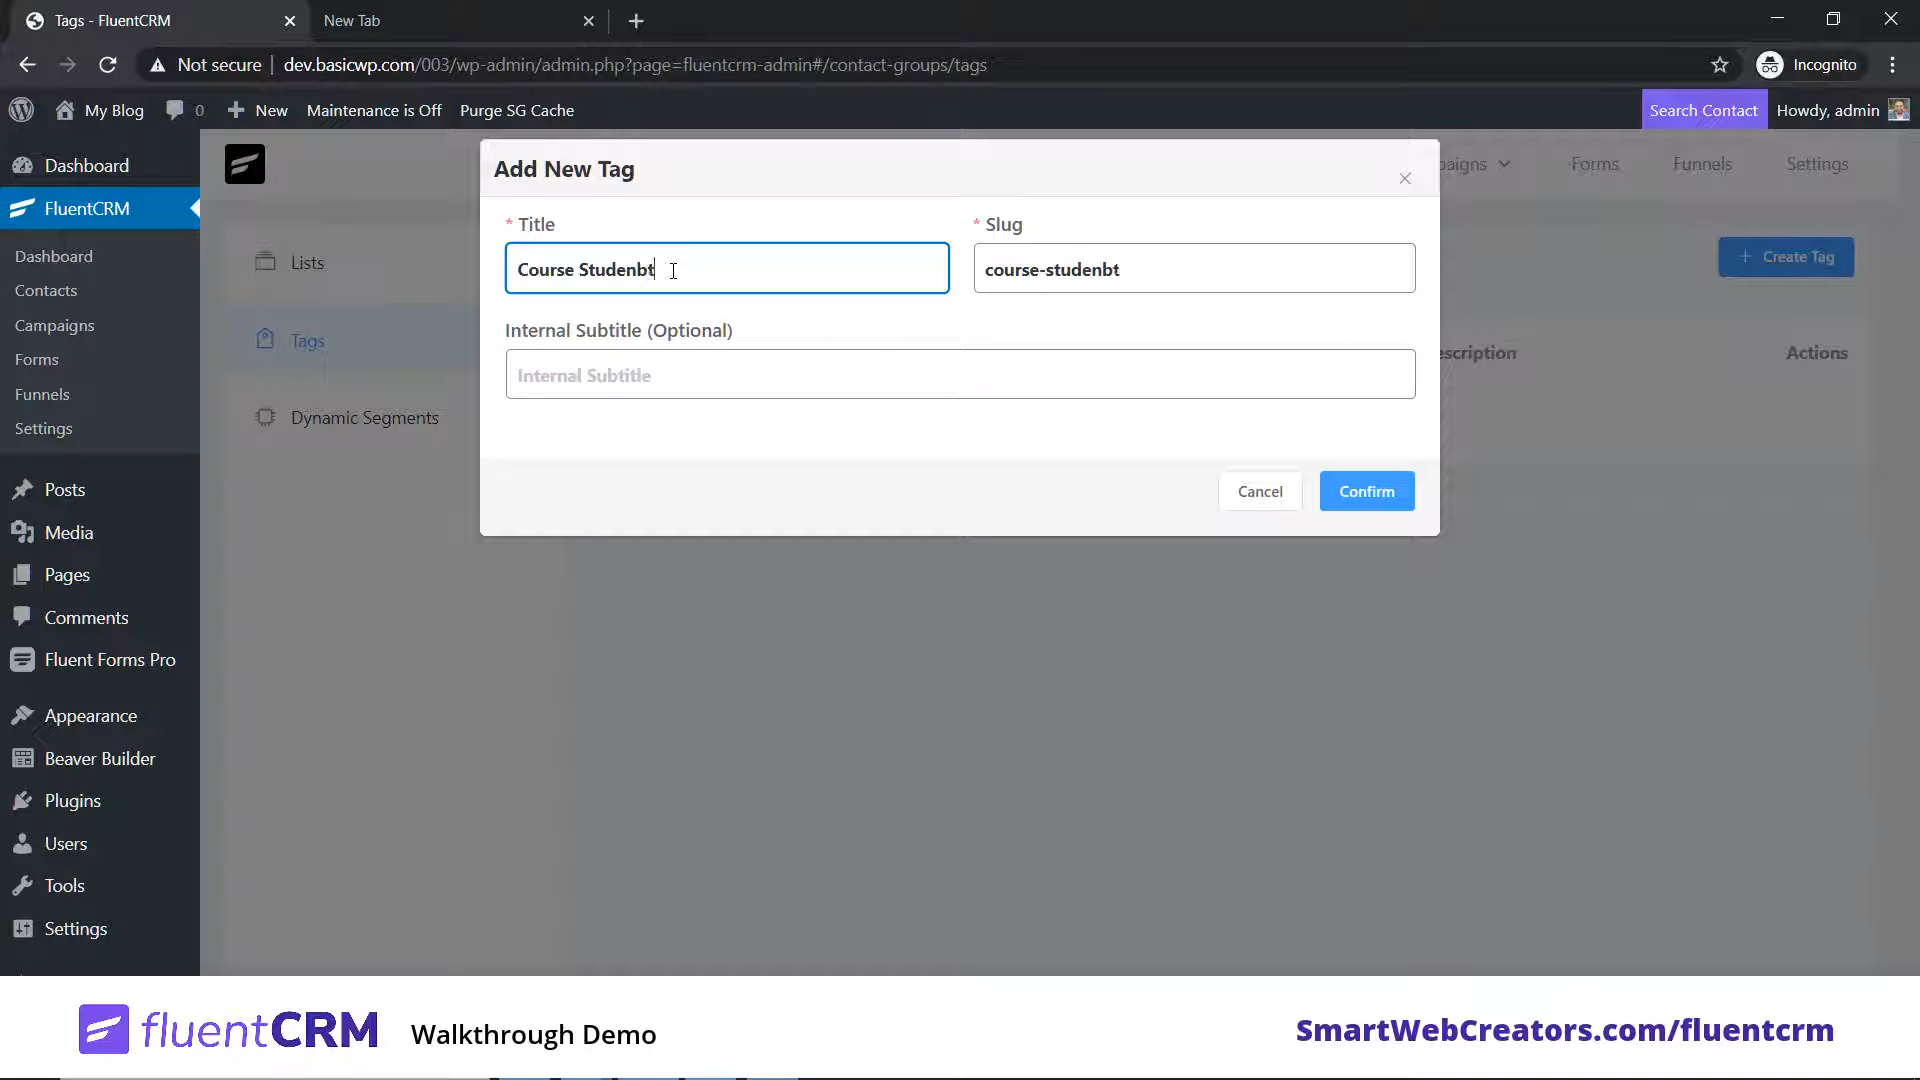 Tags - FluentCRM
New Tab
Not secure
dev.basicwp.com/003/wp-admin/admin.php?page=fluentcrm-admin#/contact-groups/tags
Incognito
My Blog
0
New
Maintenance is Off
Purge SG Cache
Search Contact
Howdy, admin
Dashboard
FluentCRM
Dashboard
Contacts
Campaigns
Forms
Funnels
Settings
Posts
Media
Pages
Comments
Fluent Forms Pro
Appearance
Beaver Builder
Plugins
Users
Tools
Settings
Lists
Tags
Dynamic Segments
paigns
Forms
Funnels
Settings
+ Create Tag
escription
Actions
Add New Tag
* Title
* Slug
Course Studenbt
course-studenbt
Internal Subtitle (Optional)
Internal Subtitle
Cancel
Confirm
fluentCRM
Walkthrough Demo
SmartWebCreators.com/fluentcrm